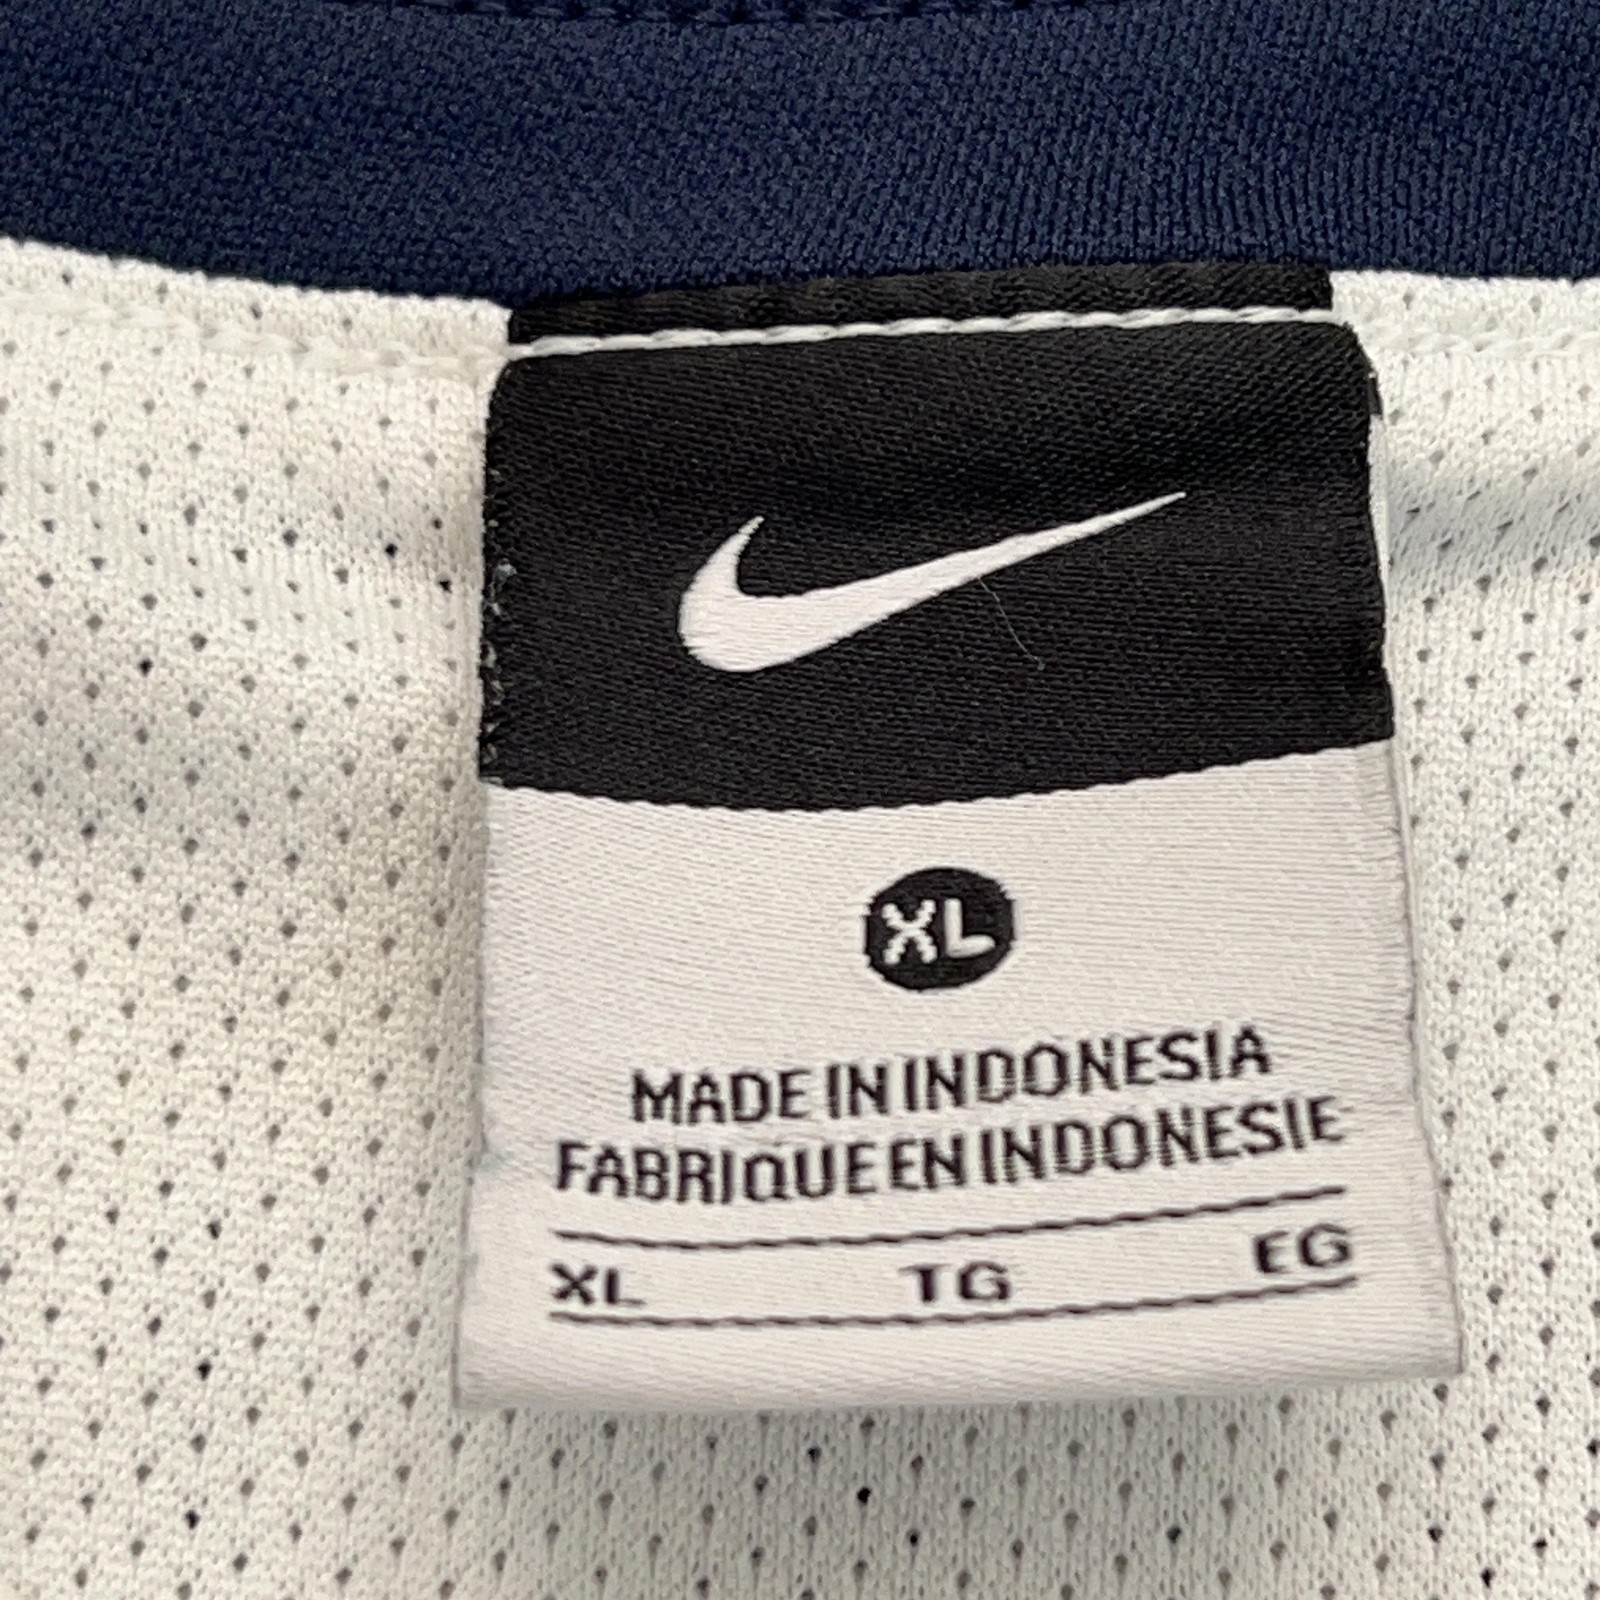 XL
MADE IN INDONESIA
FABRIQUE EN INDONESIE
XL TG EG